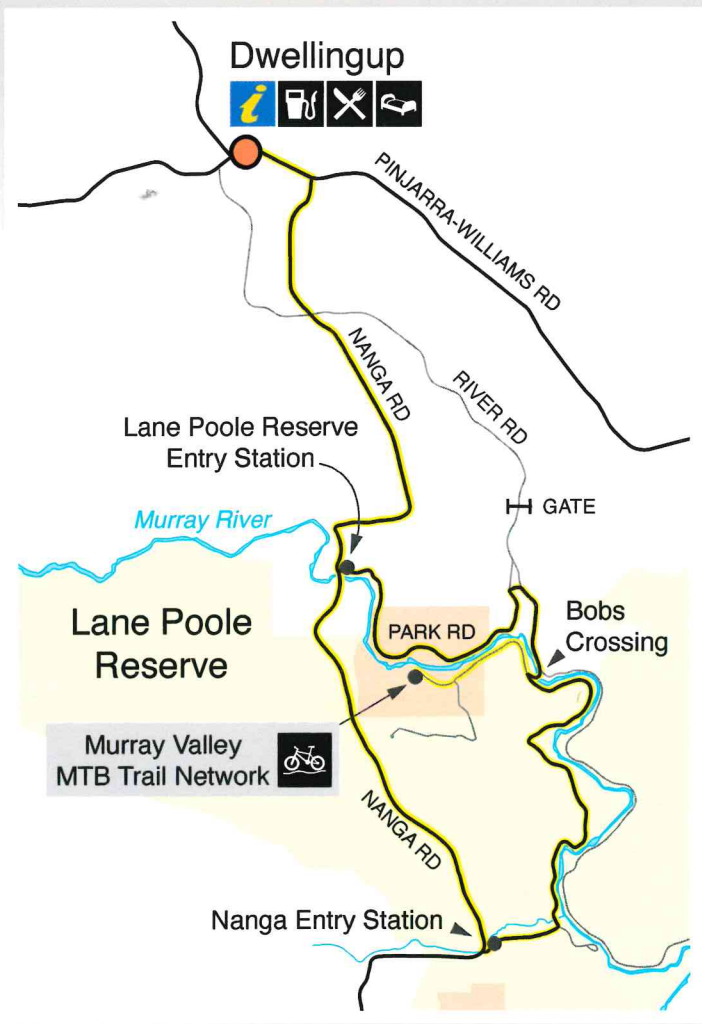 Dwellingup
i
PINJARRA-WILLIAMS RD
NANGA RD
RIVER RD
Lane Poole Reserve
Entry Station
GATE
Murray River
Lane Poole
Reserve
PARK RD
Bobs
Crossing
Murray Valley
MTB Trail Network
NANGA RD
Nanga Entry Station